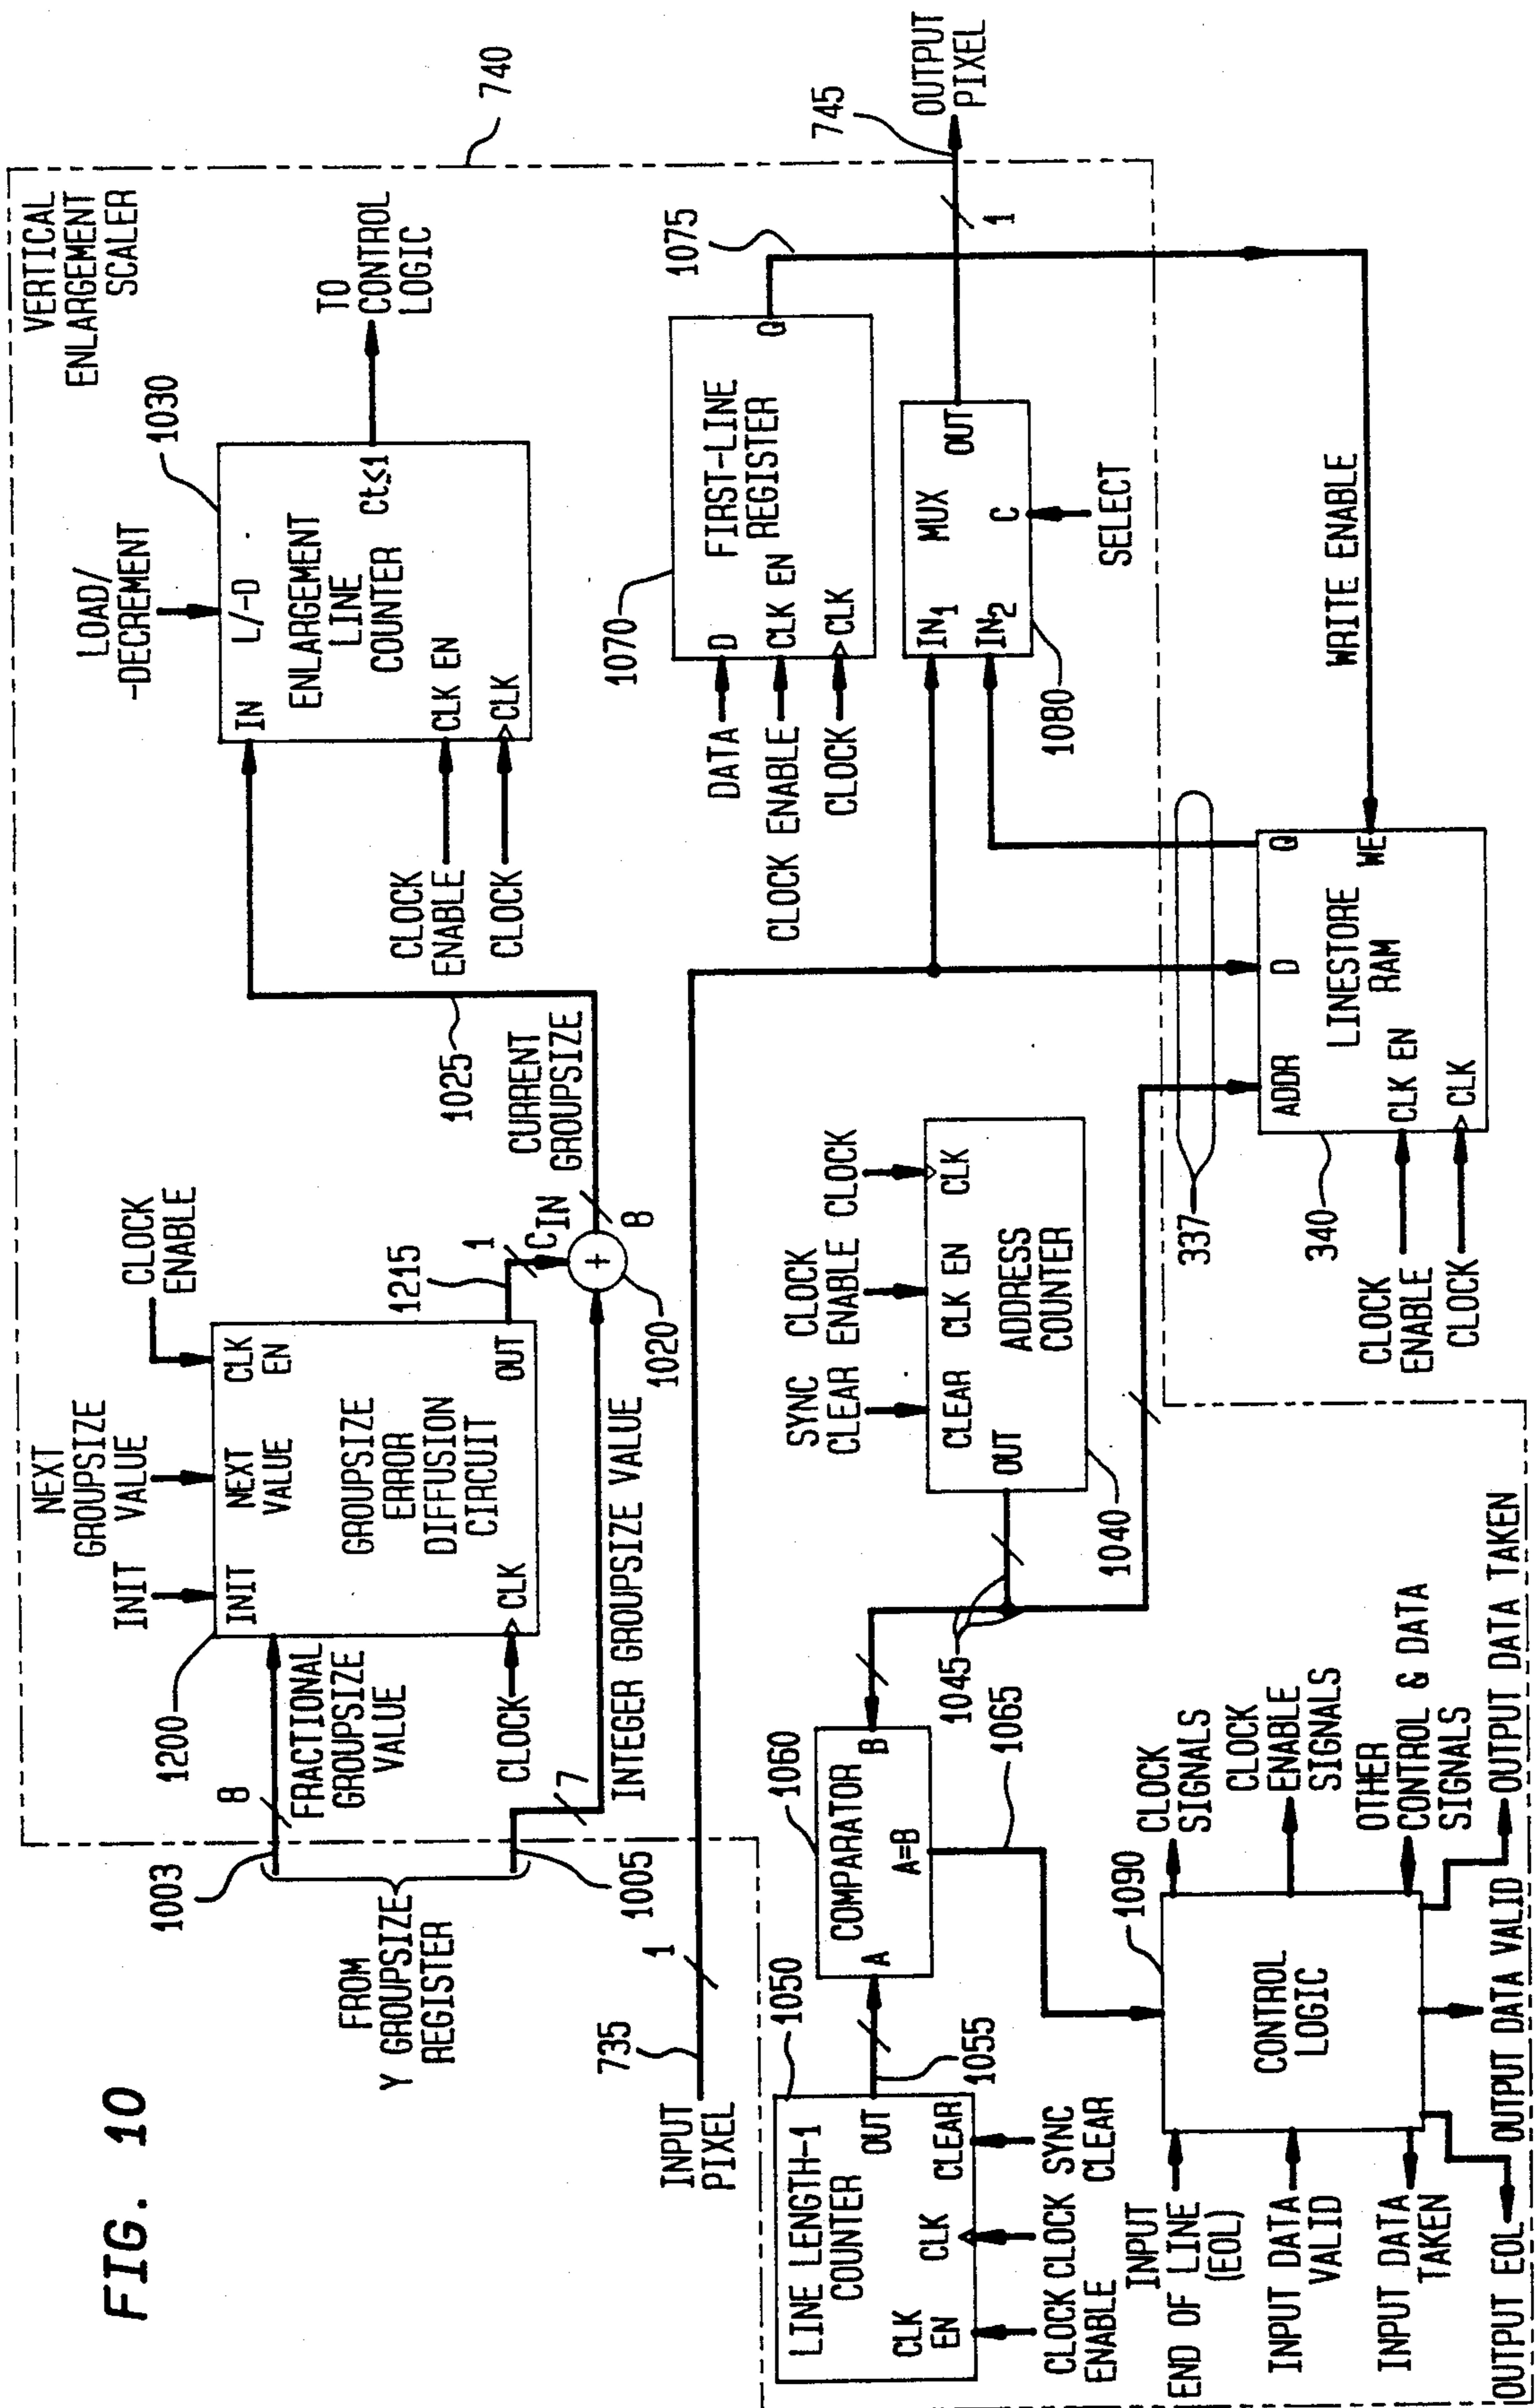 FIG. 10
VERTICAL
ENLARGEMENT
SCALER
740
FROM
Y GROUPSIZE
REGISTER
1003
8
FRACTIONAL
GROUPSIZE
VALUE
1005
7
INTEGER GROUPSIZE VALUE
1200
INIT
NEXT
GROUPSIZE
VALUE
CLOCK
ENABLE
INIT
NEXT
VALUE
CLK
EN
GROUPSIZE
ERROR
DIFFUSION
CIRCUIT
CLK
OUT
CLOCK
1215
1
CIN
+
1020
8
CURRENT
GROUPSIZE
1025
LOAD/
-DECREMENT
1030
IN
L/-D
ENLARGEMENT
LINE
COUNTER
CLK EN
CLK
Ct≤1
CLOCK
ENABLE
CLOCK
TO
CONTROL
LOGIC
INPUT
PIXEL
735
1
1070
D
FIRST-LINE
REGISTER
CLK EN
CLK
Q
DATA
CLOCK ENABLE
CLOCK
1075
IN1
MUX
OUT
IN2
C
1080
SELECT
745
1
OUTPUT
PIXEL
1050
LINE LENGTH-1
COUNTER
OUT
CLK
EN
CLK
CLEAR
CLOCK
ENABLE
CLOCK
SYNC
CLEAR
1055
1060
COMPARATOR
A
B
A=B
1065
1045
SYNC
CLEAR
CLOCK
ENABLE
CLOCK
CLEAR
CLK EN
CLK
OUT
ADDRESS
COUNTER
1040
337
340
ADDR
D
Q
LINESTORE
RAM
CLK EN
CLK
WE
CLOCK
ENABLE
CLOCK
WRITE ENABLE
1090
CONTROL
LOGIC
INPUT
END OF LINE
(EOL)
INPUT DATA
VALID
INPUT DATA
TAKEN
CLOCK
SIGNALS
CLOCK
ENABLE
SIGNALS
OTHER
CONTROL & DATA
SIGNALS
OUTPUT EOL
OUTPUT DATA VALID
OUTPUT DATA TAKEN